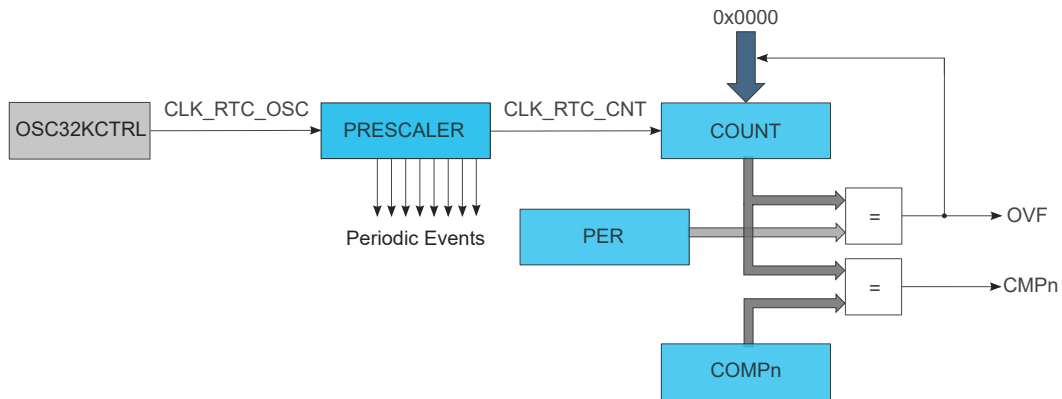 0x0000
CLK_RTC_OSC
CLK_RTC_CNT
OSC32KCTRL
PRESCALER
COUNT
Periodic Events
PER
=
OVF
=
CMPn
COMPn